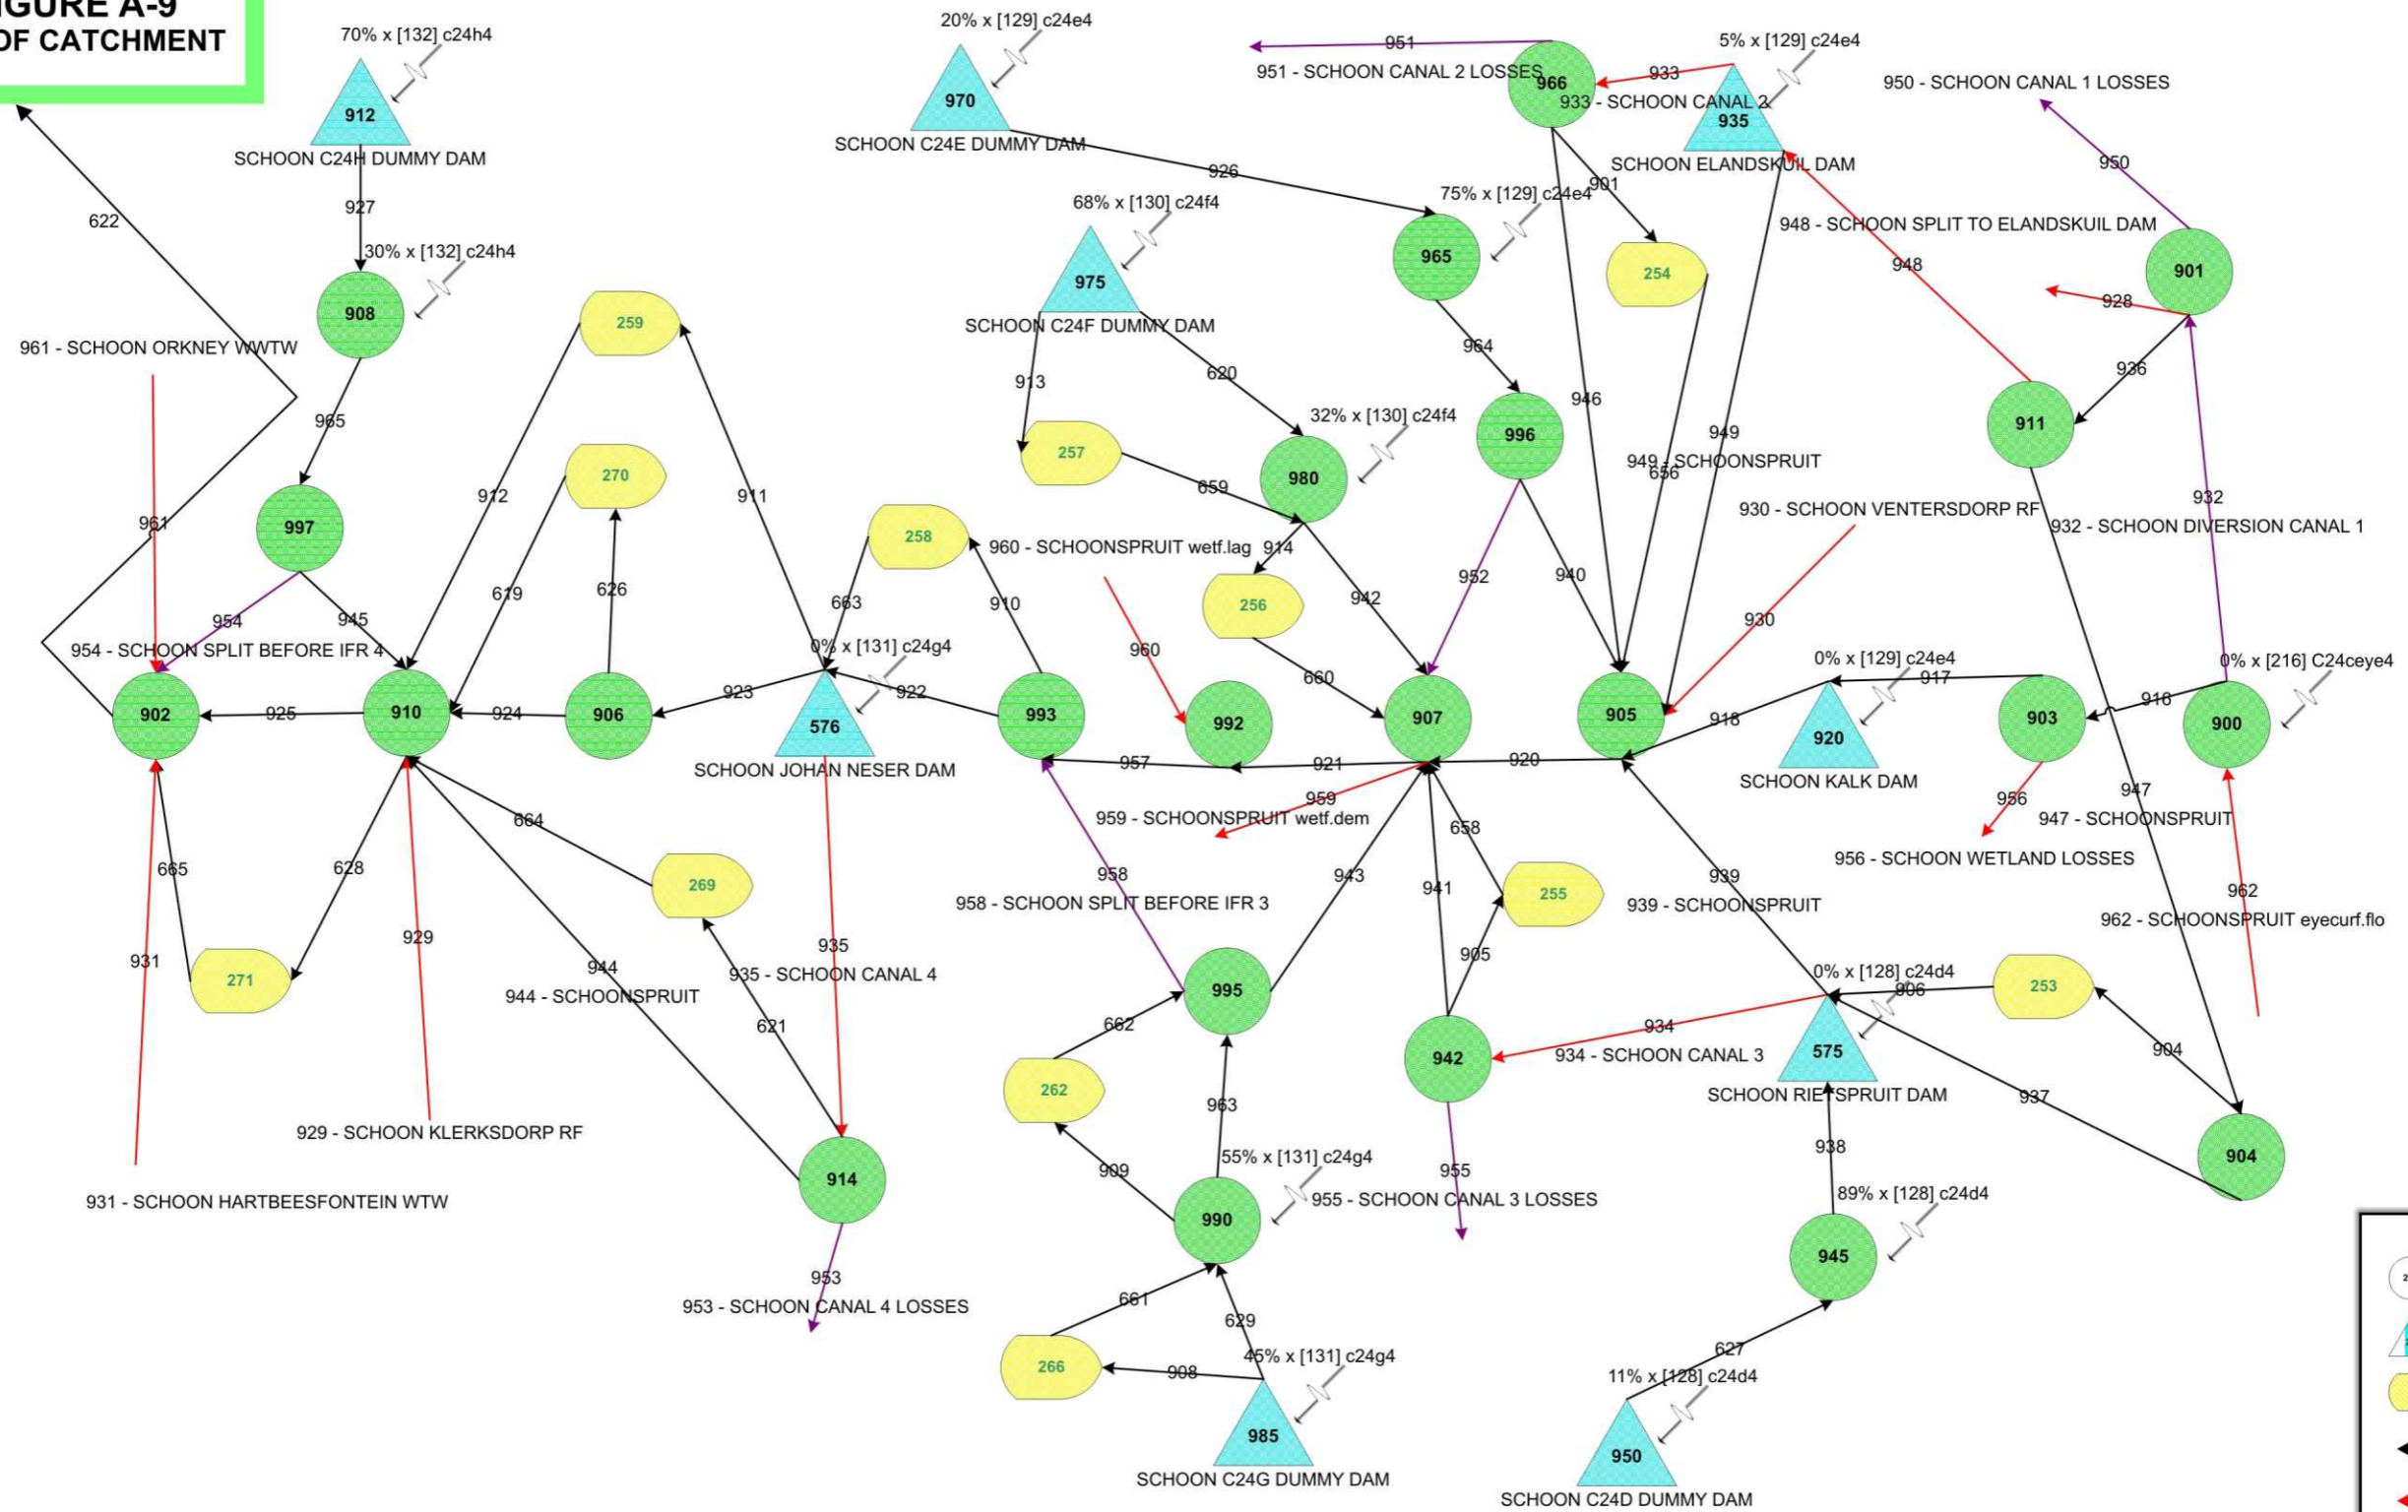 FIGURE A-9
OF CATCHMENT
70% x [132] c24h4
912
SCHOON C24H DUMMY DAM
927
30% x [132] c24h4
908
965
997
622
961 - SCHOON ORKNEY WWTW
961
954
954 - SCHOON SPLIT BEFORE IFR 4
945
902
925
910
924
906
923
259
912
270
619
626
911
258
663
910
0% x [131] c24g4
922
576
SCHOON JOHAN NESER DAM
993
20% x [129] c24e4
970
SCHOON C24E DUMMY DAM
926
68% x [130] c24f4
975
SCHOON C24F DUMMY DAM
913
620
257
659
32% x [130] c24f4
980
914
942
256
660
960 - SCHOONSPRUIT wetf.lag
960
992
957
921
907
920
905
951
951 - SCHOON CANAL 2 LOSSES
966
933
933 - SCHOON CANAL 2
5% x [129] c24e4
935
SCHOON ELANDSKUIL DAM
901
75% x [129] c24e4
965
964
996
952
940
254
946
949
949 - SCHOONSPRUIT
656
930 - SCHOON VENTERSDORP RF
930
950 - SCHOON CANAL 1 LOSSES
950
948 - SCHOON SPLIT TO ELANDSKUIL DAM
948
901
928
936
911
932
932 - SCHOON DIVERSION CANAL 1
0% x [129] c24e4
917
918
920
SCHOON KALK DAM
903
916
0% x [216] C24ceye4
900
956
956 - SCHOON WETLAND LOSSES
947
947 - SCHOONSPRUIT
962
962 - SCHOONSPRUIT eyecurf.flo
959
959 - SCHOONSPRUIT wetf.dem
958
958 - SCHOON SPLIT BEFORE IFR 3
943
941
658
255
905
939
939 - SCHOONSPRUIT
0% x [128] c24d4
906
253
904
934
934 - SCHOON CANAL 3
942
575
SCHOON RIETSPRUIT DAM
937
904
938
89% x [128] c24d4
945
955
955 - SCHOON CANAL 3 LOSSES
627
11% x [128] c24d4
950
SCHOON C24D DUMMY DAM
995
662
262
963
909
55% x [131] c24g4
990
661
629
266
908
45% x [131] c24g4
985
SCHOON C24G DUMMY DAM
665
628
664
269
271
931
929
944
944 - SCHOONSPRUIT
935
935 - SCHOON CANAL 4
621
929 - SCHOON KLERKSDORP RF
931 - SCHOON HARTBEESFONTEIN WTW
914
953
953 - SCHOON CANAL 4 LOSSES